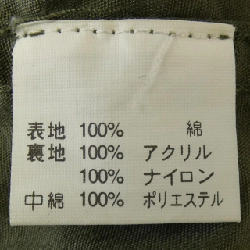 表地 100% 綿
裏地 100% アクリル
100% ナイロン
中綿 100% ポリエステル